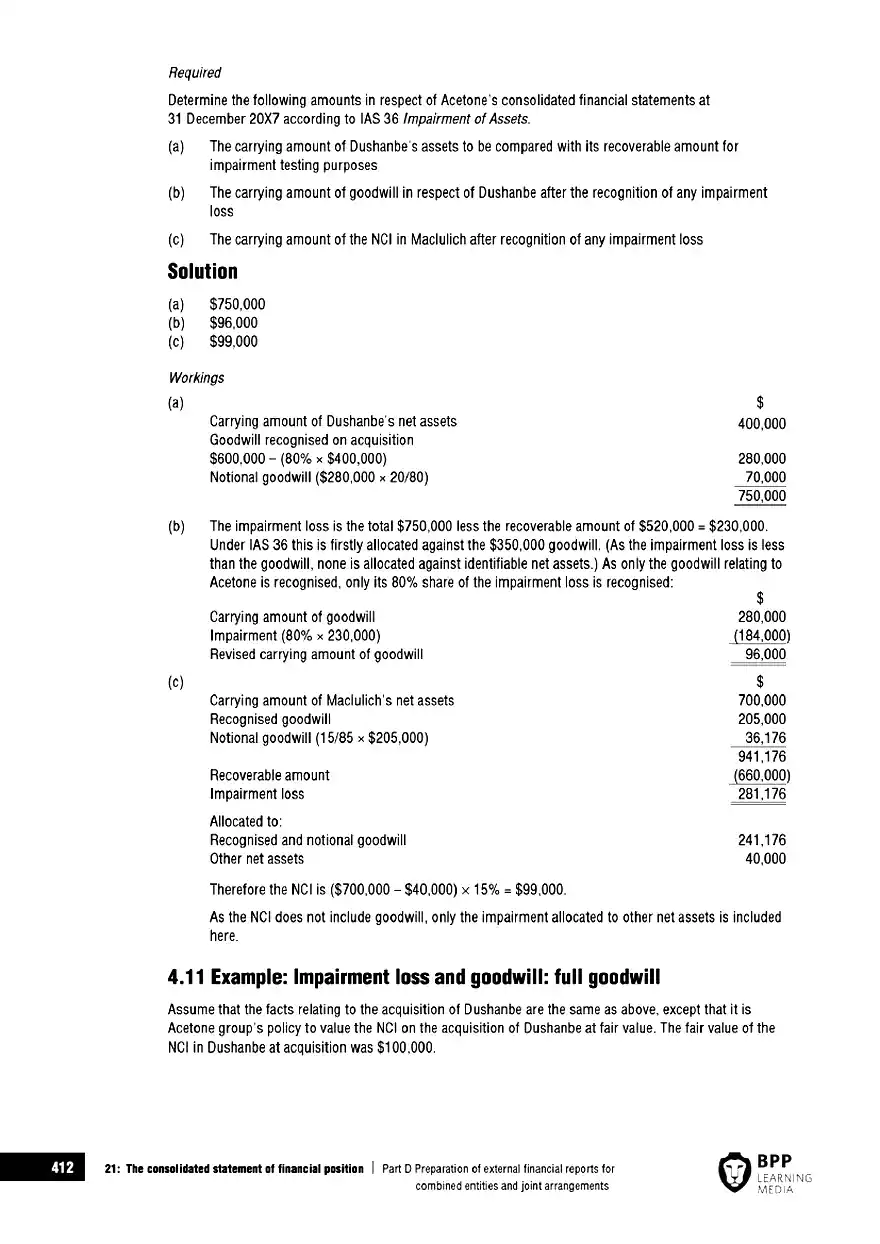 Required
Determine the following amounts in respect of Acetone's consolidated financial statements at
31 December 20X7 according to IAS 36 Impairment of Assets.
(a) The carrying amount of Dushanbe's assets to be compared with its recoverable amount for
impairment testing purposes
(b) The carrying amount of goodwill in respect of Dushanbe after the recognition of any impairment
loss
(c) The carrying amount of the NCI in Maclulich after recognition of any impairment loss
Solution
(a) $750,000
(b) $96,000
(c) $99,000
Workings
(a) $
Carrying amount of Dushanbe's net assets 400,000
Goodwill recognised on acquisition
$600,000 – (80% × $400,000) 280,000
Notional goodwill ($280,000 × 20/80) 70,000
750,000
(b) The impairment loss is the total $750,000 less the recoverable amount of $520,000 = $230,000.
Under IAS 36 this is firstly allocated against the $350,000 goodwill. (As the impairment loss is less
than the goodwill, none is allocated against identifiable net assets.) As only the goodwill relating to
Acetone is recognised, only its 80% share of the impairment loss is recognised:
$
Carrying amount of goodwill 280,000
Impairment (80% × 230,000) (184,000)
Revised carrying amount of goodwill 96,000
(c) $
Carrying amount of Maclulich's net assets 700,000
Recognised goodwill 205,000
Notional goodwill (15/85 × $205,000) 36,176
941,176
Recoverable amount (660,000)
Impairment loss 281,176
Allocated to:
Recognised and notional goodwill 241,176
Other net assets 40,000
Therefore the NCI is ($700,000 – $40,000) × 15% = $99,000.
As the NCI does not include goodwill, only the impairment allocated to other net assets is included
here.
4.11 Example: Impairment loss and goodwill: full goodwill
Assume that the facts relating to the acquisition of Dushanbe are the same as above, except that it is
Acetone group's policy to value the NCI on the acquisition of Dushanbe at fair value. The fair value of the
NCI in Dushanbe at acquisition was $100,000.
412 21: The consolidated statement of financial position | Part D Preparation of external financial reports for
combined entities and joint arrangements
BPP
LEARNING
MEDIA